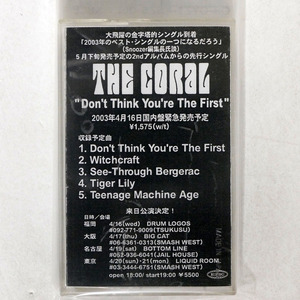 大飛躍の金字塔的シングル到着
「2003年のベスト・シングルの一つになるだろう」
(Snoozer編集長氏談)
5月下旬発売予定の2ndアルバムからの先行シングル
THE CORAL
"Don't Think You're The First"
2003年4月16日国内盤緊急発売予定
¥1,575(w/t)
収録予定曲
1. Don't Think You're The First
2. Witchcraft
3. See-Through Bergerac
4. Tiger Lily
5. Teenage Machine Age
来日公演決定!
日時/会場
福岡 4/16(wed) DRUM LOGOS
#092-771-9009(TSUKUSU)
大阪 4/17(thu) BIG CAT
#06-6361-0313(SMASH WEST)
名古屋 4/19(sat) BOTTOM LINE
#052-936-6041(JAIL HOUSE)
東京 4/20(sun)・21(mon) LIQUID ROOM
#03-3444-6751(SMASH)
open 18:00/ start19:00 ¥5500